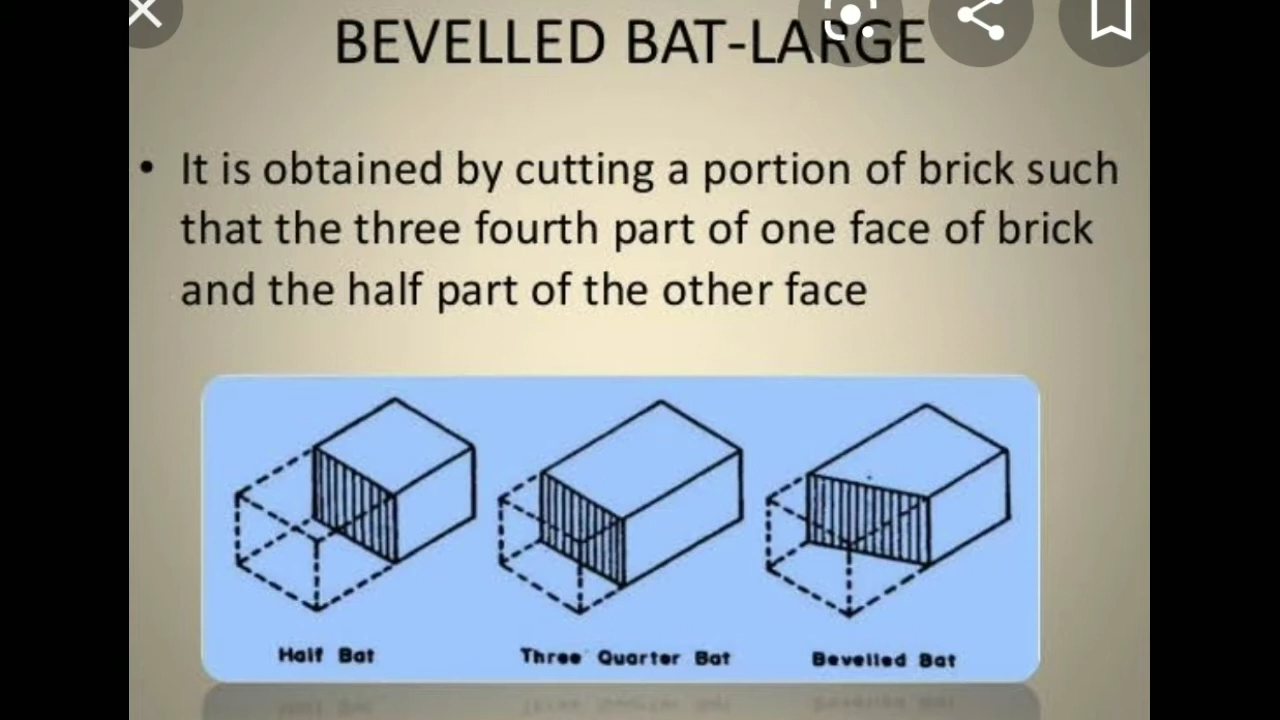 BEVELLED BAT-LARGE
• It is obtained by cutting a portion of brick such
that the three fourth part of one face of brick
and the half part of the other face
Half Bat
Three Quarter Bat
Bevelled Bat